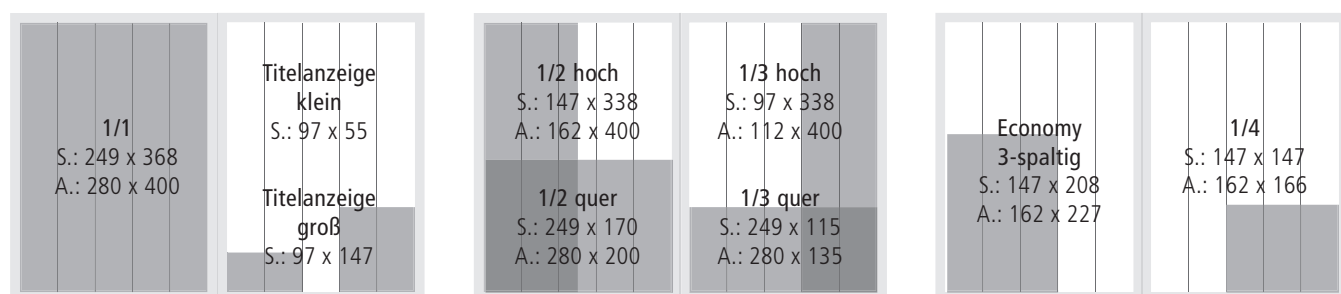 1/1
S.: 249 x 368
A.: 280 x 400
Titelanzeige
klein
S.: 97 x 55
Titelanzeige
groß
S.: 97 x 147
1/2 hoch
S.: 147 x 338
A.: 162 x 400
1/2 quer
S.: 249 x 170
A.: 280 x 200
1/3 hoch
S.: 97 x 338
A.: 112 x 400
1/3 quer
S.: 249 x 115
A.: 280 x 135
Economy
3-spaltig
S.: 147 x 208
A.: 162 x 227
1/4
S.: 147 x 147
A.: 162 x 166